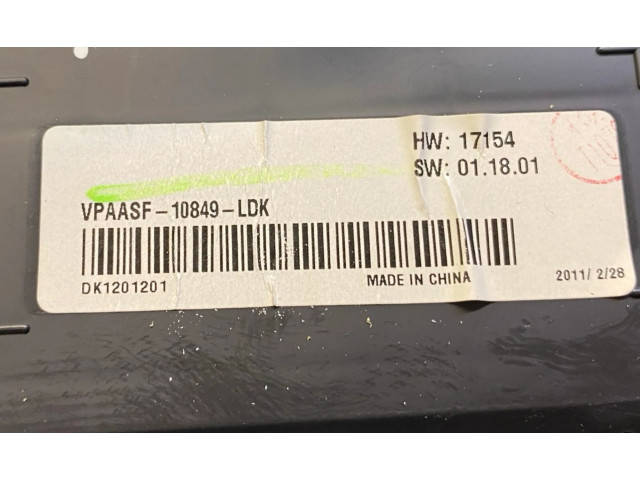 HW: 17154
SW: 01.18.01
VPAASF-10849-LDK
DK1201201
MADE IN CHINA
2011/ 2/28